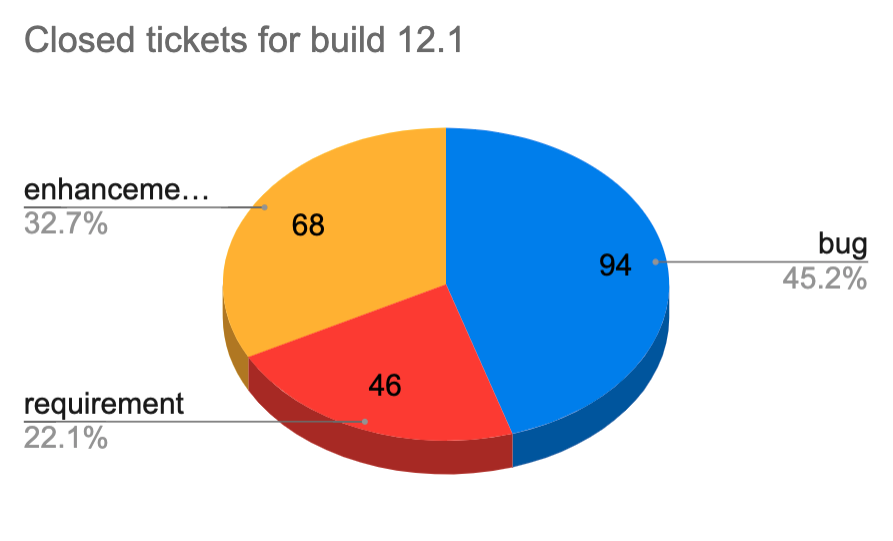 Closed tickets for build 12.1
enhanceme…
32.7%
68
bug
45.2%
94
requirement
22.1%
46